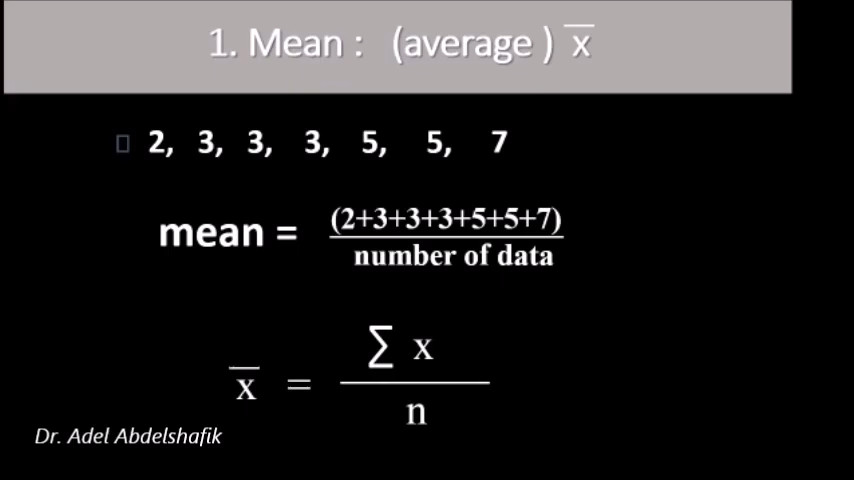 1. Mean : (average ) x̅
2, 3, 3, 3, 5, 5, 7
mean = (2+3+3+3+5+5+7)
number of data
x̅ = ∑ x
n
Dr. Adel Abdelshafik